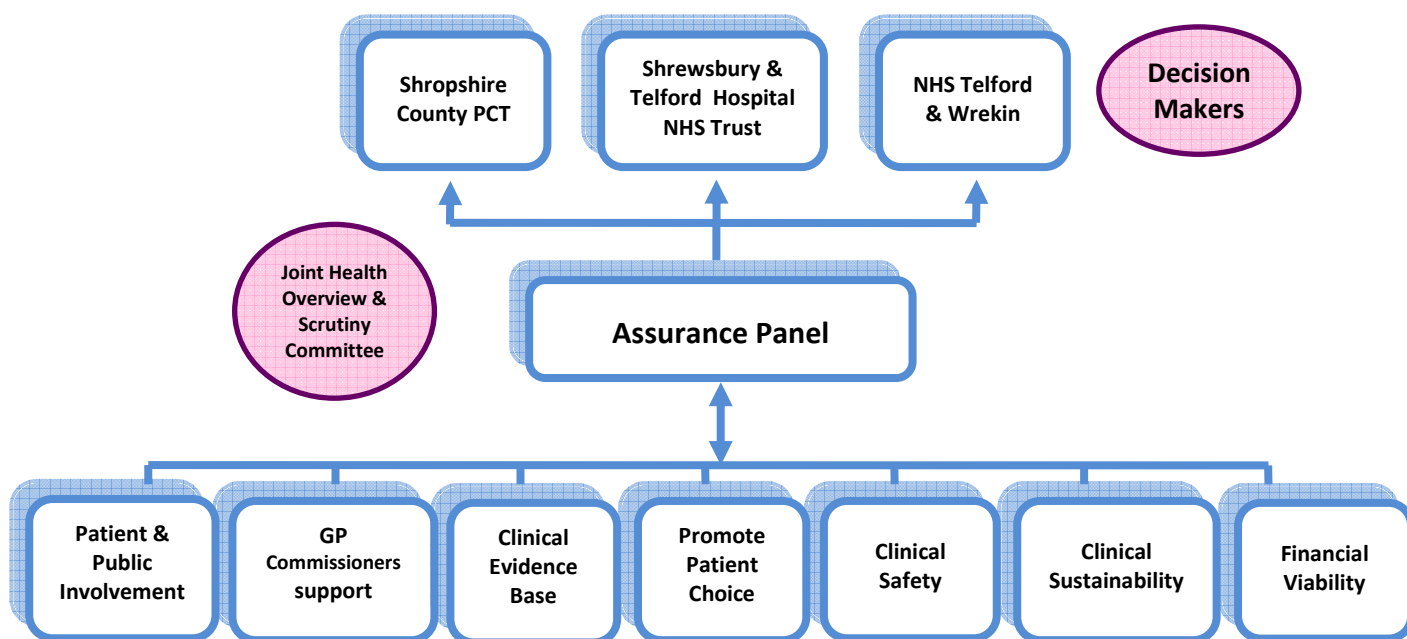 Shropshire
County PCT
Shrewsbury &
Telford Hospital
NHS Trust
NHS Telford
& Wrekin
Decision
Makers
Joint Health
Overview &
Scrutiny
Committee
Assurance Panel
Patient &
Public
Involvement
GP
Commissioners
support
Clinical
Evidence
Base
Promote
Patient
Choice
Clinical
Safety
Clinical
Sustainability
Financial
Viability